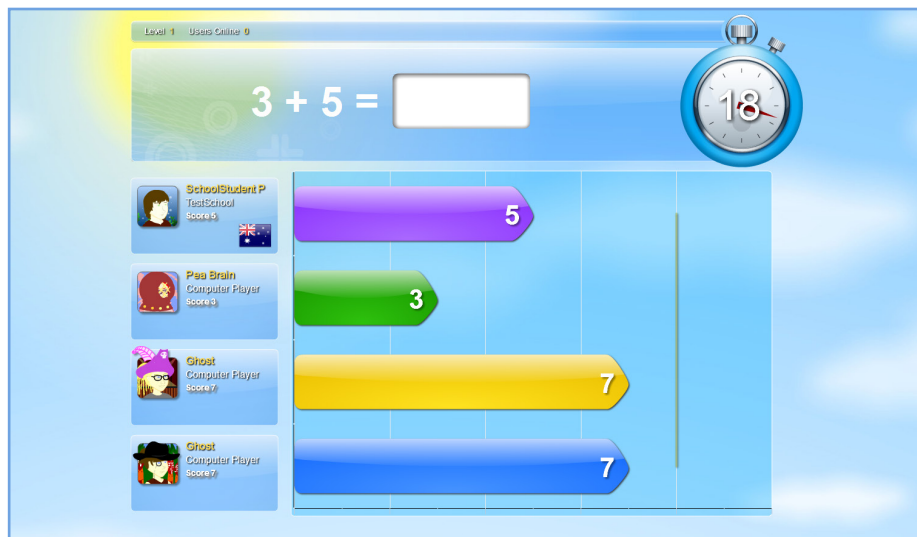 Level 1 Users Online 0
3 + 5 =
18
SchoolStudent P
TestSchool
Score 5
5
Pea Brain
Computer Player
Score 3
3
Ghost
Computer Player
Score 7
7
Ghost
Computer Player
Score 7
7